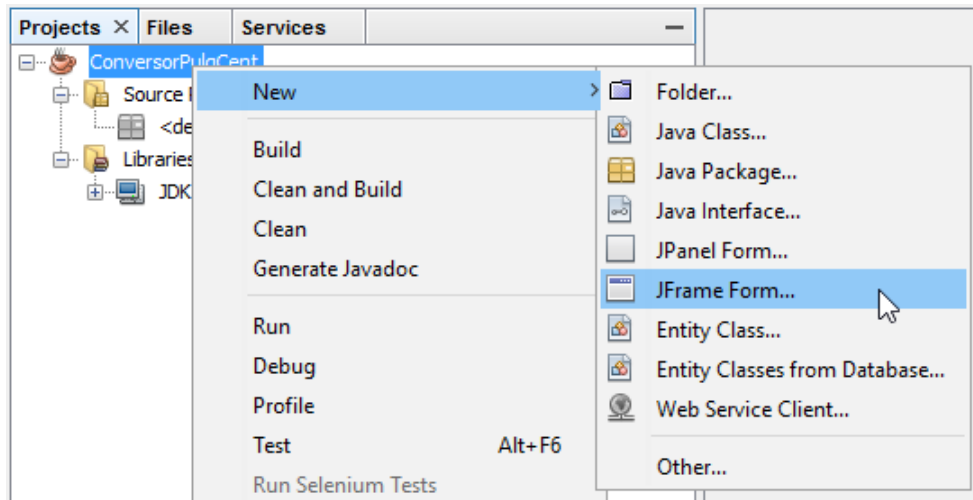 Projects Files Services
ConversorPulgCent
Source
New
Folder...
Java Class...
<de
Build
Java Package...
Libraries
Clean and Build
Java Interface...
JDK
Clean
JPanel Form...
Generate Javadoc
JFrame Form...
Run
Entity Class...
Debug
Entity Classes from Database...
Profile
Web Service Client...
Test Alt+F6
Other...
Run Selenium Tests